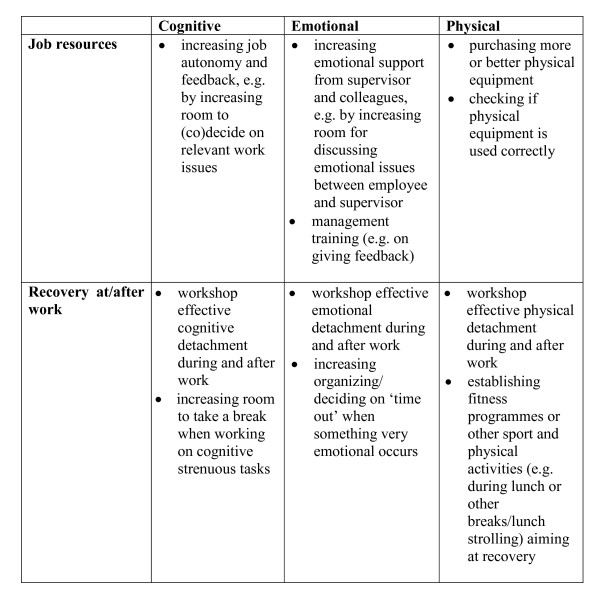 Cognitive
Emotional
Physical
Job resources
• increasing job
autonomy and
feedback, e.g.
by increasing
room to
(co)decide on
relevant work
issues
• increasing
emotional support
from supervisor
and colleagues,
e.g. by increasing
room for
discussing
emotional issues
between employee
and supervisor
• management
training (e.g. on
giving feedback)
• purchasing more
or better physical
equipment
• checking if
physical
equipment is
used correctly
Recovery at/after
work
• workshop
effective
cognitive
detachment
during and after
work
• increasing room
to take a break
when working
on cognitive
strenuous tasks
• workshop effective
emotional
detachment during
and after work
• increasing
organizing/
deciding on ‘time
out’ when
something very
emotional occurs
• workshop
effective physical
detachment
during and after
work
• establishing
fitness
programmes or
other sport and
physical
activities (e.g.
during lunch or
other
breaks/lunch
strolling) aiming
at recovery